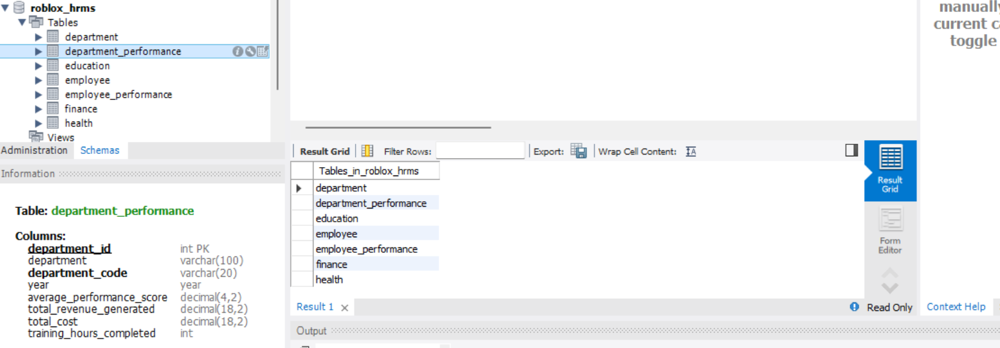 roblox_hrms
Tables
department
department_performance
education
employee
employee_performance
finance
health
Views
Administration Schemas
Information
Table: department_performance
Columns:
department_id int PK
department varchar(100)
department_code varchar(20)
year year
average_performance_score decimal(4,2)
total_revenue_generated decimal(18,2)
total_cost decimal(18,2)
training_hours_completed int
Result Grid Filter Rows: Export: Wrap Cell Content:
Tables_in_roblox_hrms
department
department_performance
education
employee
employee_performance
finance
health
Result
Grid
Form
Editor
Result 1 Read Only
Output
manually
current ca
toggle
Context Help